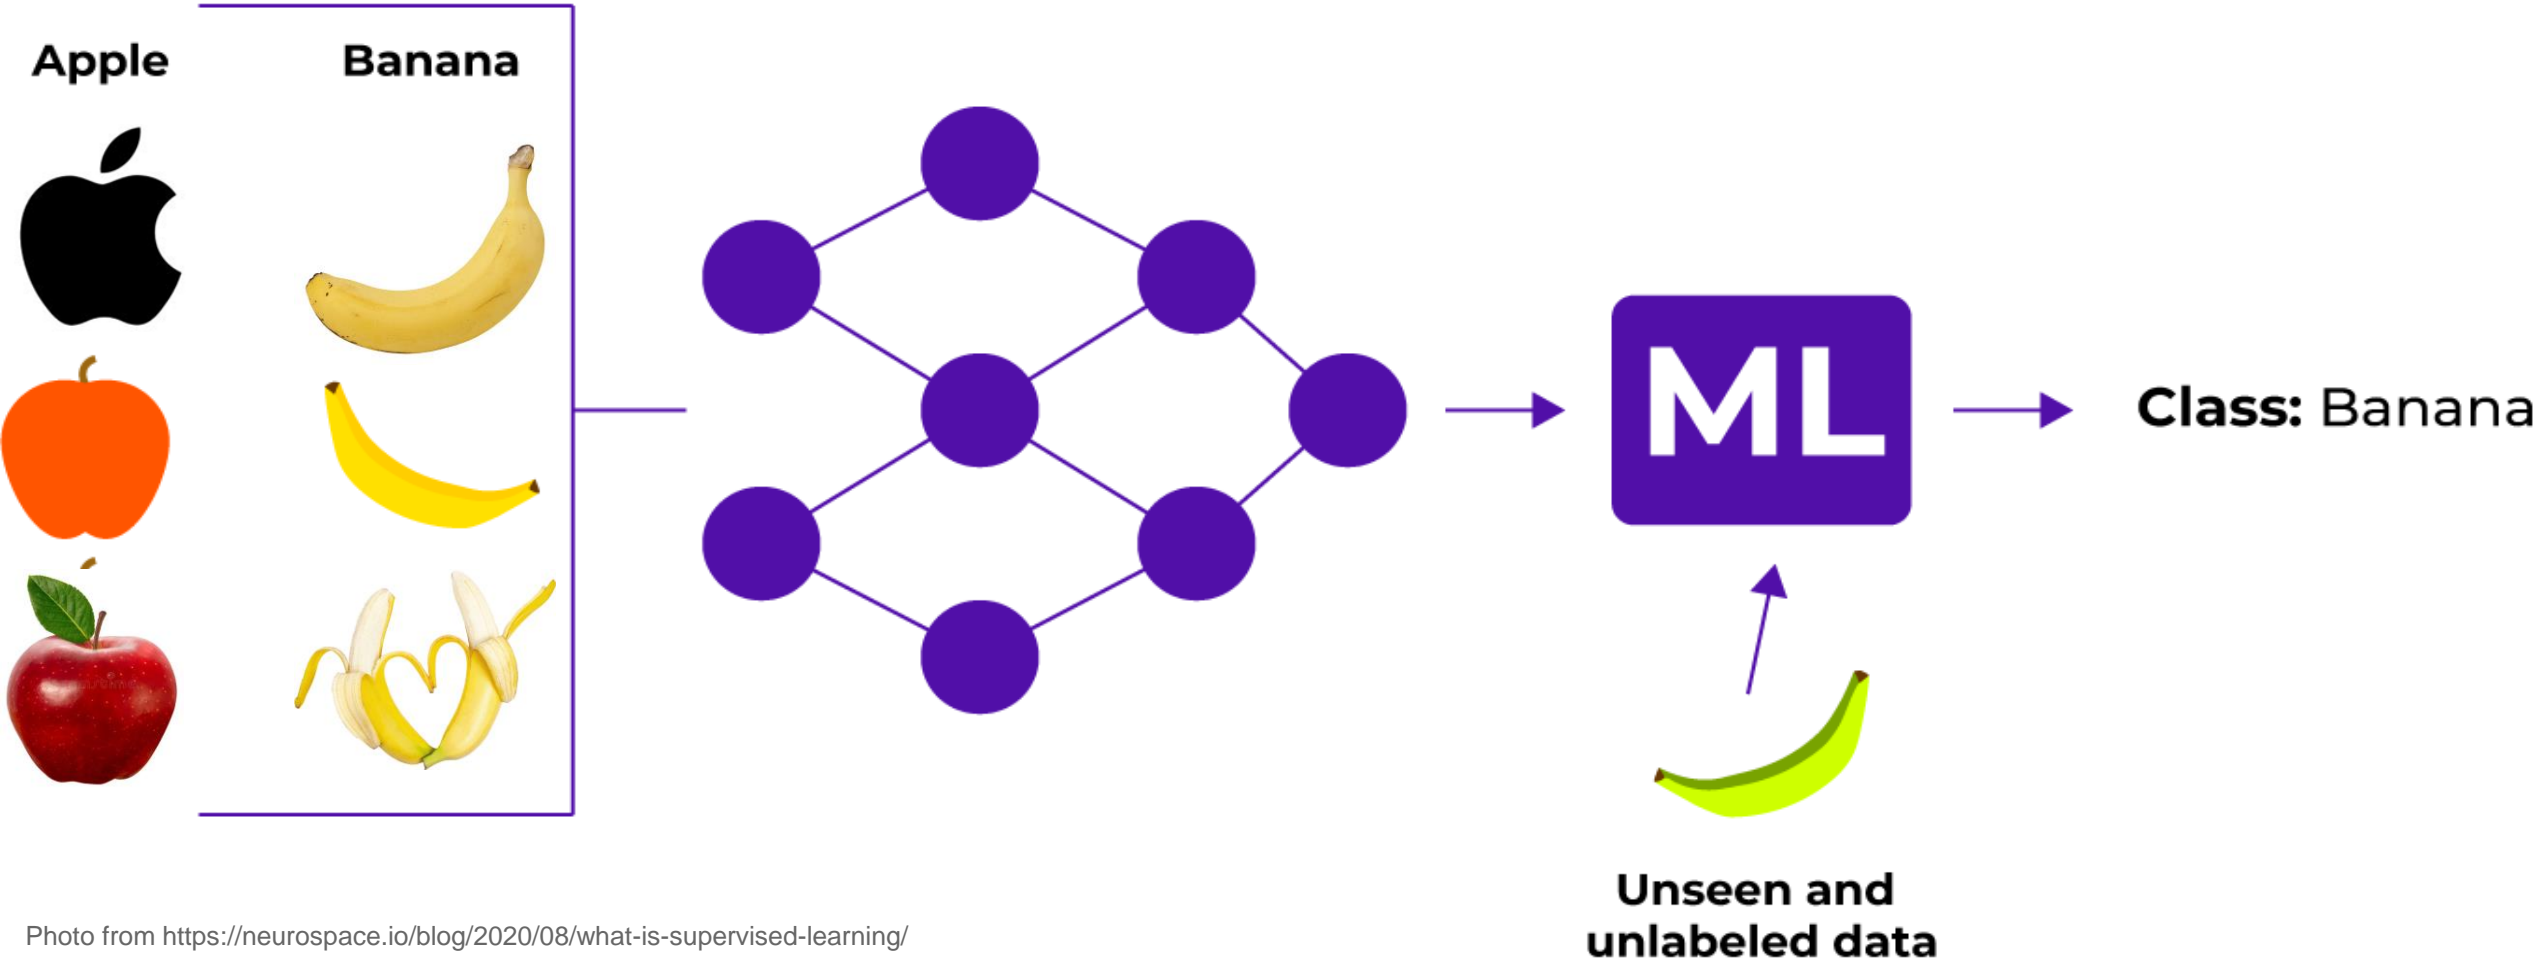 Apple
Banana
ML
Class: Banana
Unseen and
unlabeled data
Photo from https://neurospace.io/blog/2020/08/what-is-supervised-learning/